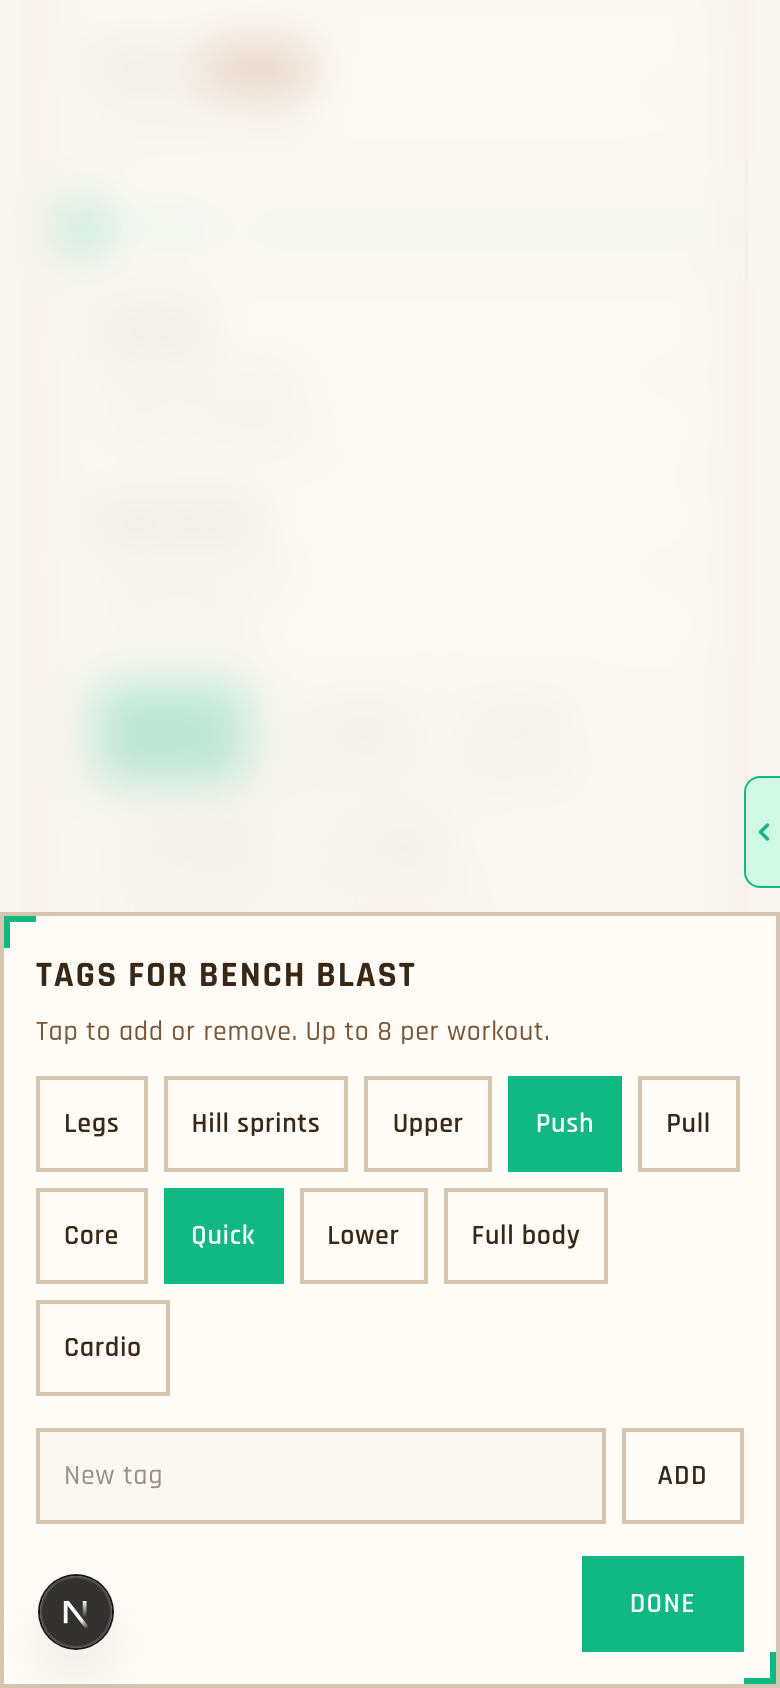 TAGS FOR BENCH BLAST
Tap to add or remove. Up to 8 per workout.
Legs Hill sprints Upper Push Pull
Core Quick Lower Full body
Cardio
New tag ADD
N DONE